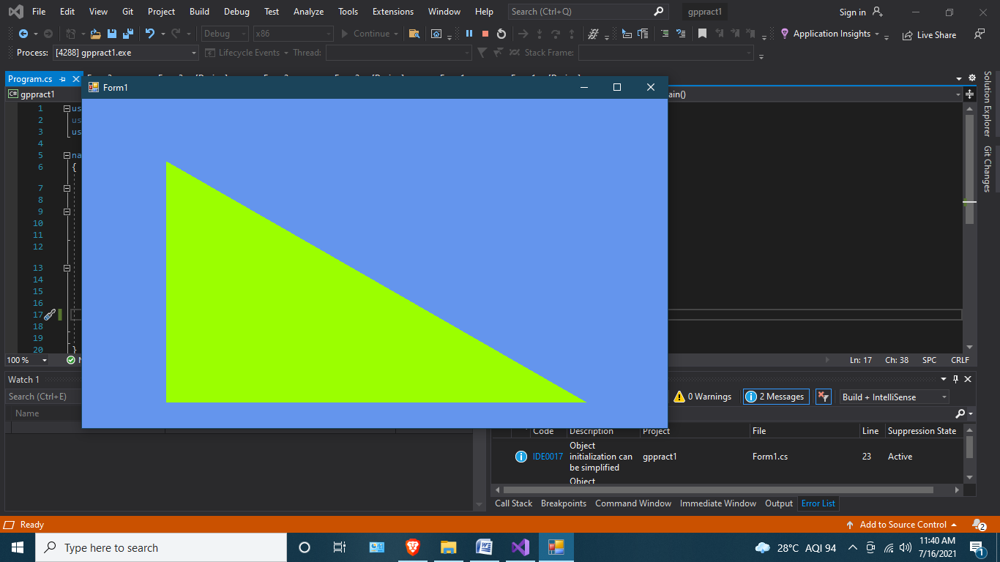 File Edit View Git Project Build Debug Test Analyze Tools Extensions Window Help Search (Ctrl+Q) gppract1 Sign in
Debug x86 Continue Application Insights Live Share
Process: [4288] gppract1.exe Lifecycle Events Thread: Stack Frame:
Program.cs
Form1
gppract1
ain()
Solution Explorer
Git Changes
1 us
2 us
3 us
4
5 na
6 {
7
8
9
10
11
12
13
14
15
16
17
18
19
20 }
100 % Ln: 17 Ch: 38 SPC CRLF
Watch 1
Search (Ctrl+E) 0 Warnings 2 Messages Build + IntelliSense
Name
Code Description Project File Line Suppression State
IDE0017 Object initialization can be simplified gppract1 Form1.cs 23 Active
Object
Call Stack Breakpoints Command Window Immediate Window Output Error List
Ready Add to Source Control 2
Type here to search 28°C AQI 94 11:40 AM
7/16/2021 1